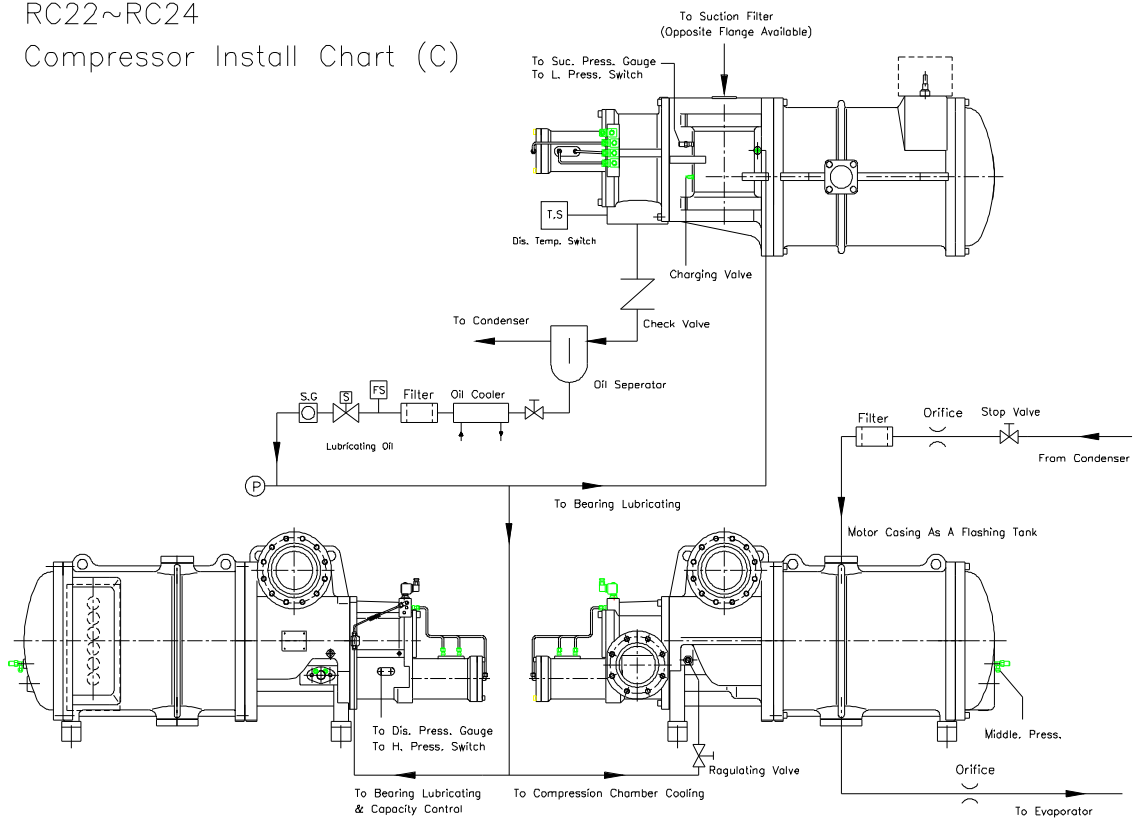 RC22~RC24
Compressor Install Chart (C)
To Suction Filter
(Opposite Flange Available)
To Suc. Press. Gauge
To L. Press. Switch
T.S
Dis. Temp. Switch
Charging Valve
Check Valve
To Condenser
Oil Seperator
S.G
S
FS
Filter
Oil Cooler
Lubricating Oil
Filter
Orifice
Stop Valve
From Condenser
P
To Bearing Lubricating
Motor Casing As A Flashing Tank
To Dis. Press. Gauge
To H. Press. Switch
Middle. Press.
Ragulating Valve
Orifice
To Bearing Lubricating
& Capacity Control
To Compression Chamber Cooling
To Evaporator